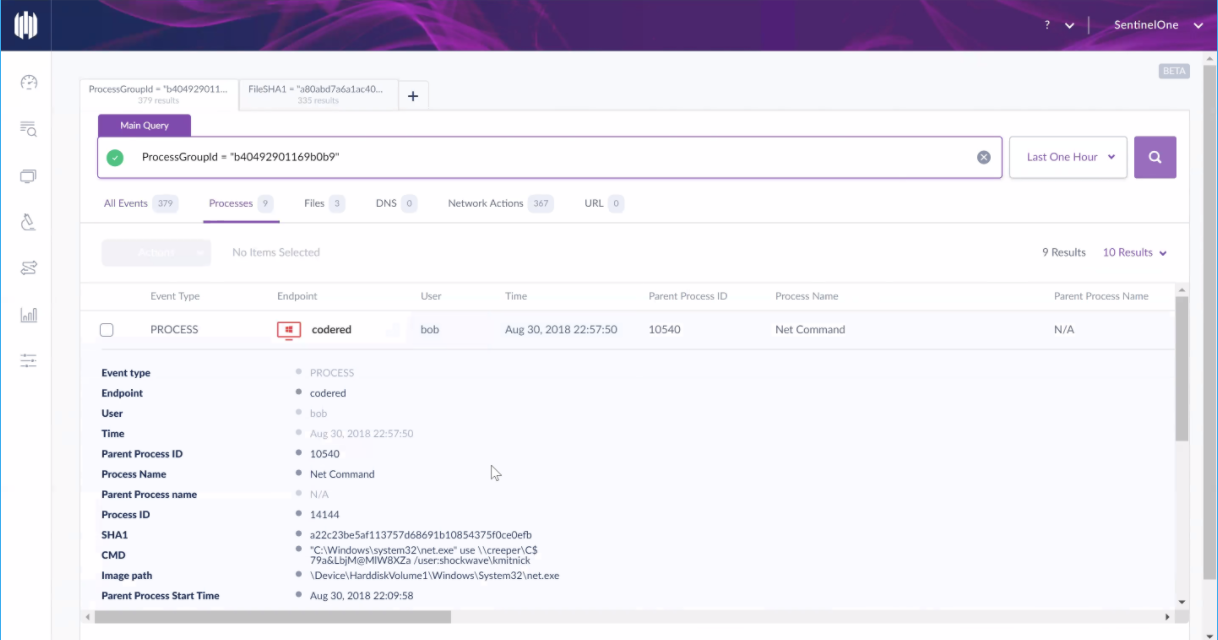 ? SentinelOne
BETA
ProcessGroupId = "b404929011... FileSHA1 = "a80abd7a6a1ac40...
379 results 335 results
+
Main Query
ProcessGroupId = "b40492901169b0b9"
Last One Hour
All Events 379 Processes 9 Files 3 DNS 0 Network Actions 367 URL 0
Actions No Items Selected 9 Results 10 Results
Event Type Endpoint User Time Parent Process ID Process Name Parent Process Name
PROCESS codered bob Aug 30, 2018 22:57:50 10540 Net Command N/A
Event type PROCESS
Endpoint codered
User bob
Time Aug 30, 2018 22:57:50
Parent Process ID 10540
Process Name Net Command
Parent Process name N/A
Process ID 14144
SHA1 a22c23be5af113757d68691b10854375f0ce0efb
CMD "C:\Windows\system32\net.exe" use \\creeper\C$
79a&LbjM@MlW8XZa /user:shockwave\kmitnick
Image path \Device\HarddiskVolume1\Windows\System32\net.exe
Parent Process Start Time Aug 30, 2018 22:09:58